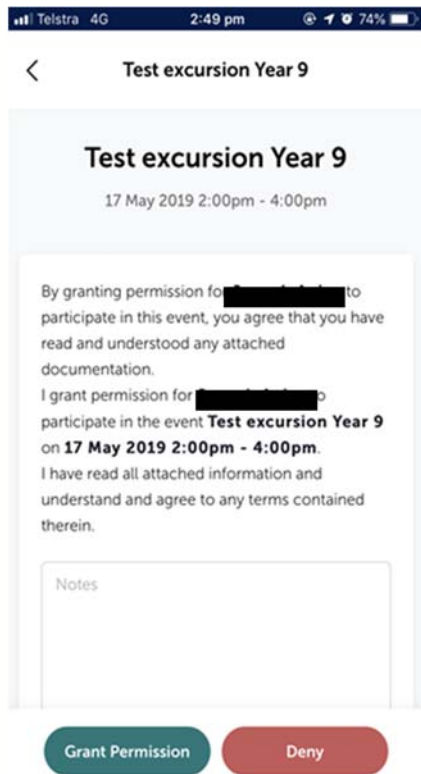 Telstra 4G 2:49 pm 74%
Test excursion Year 9
Test excursion Year 9
17 May 2019 2:00pm - 4:00pm
By granting permission for to
participate in this event, you agree that you have
read and understood any attached
documentation.
I grant permission for
participate in the event Test excursion Year 9
on 17 May 2019 2:00pm - 4:00pm.
I have read all attached information and
understand and agree to any terms contained
therein.
Notes
Grant Permission Deny